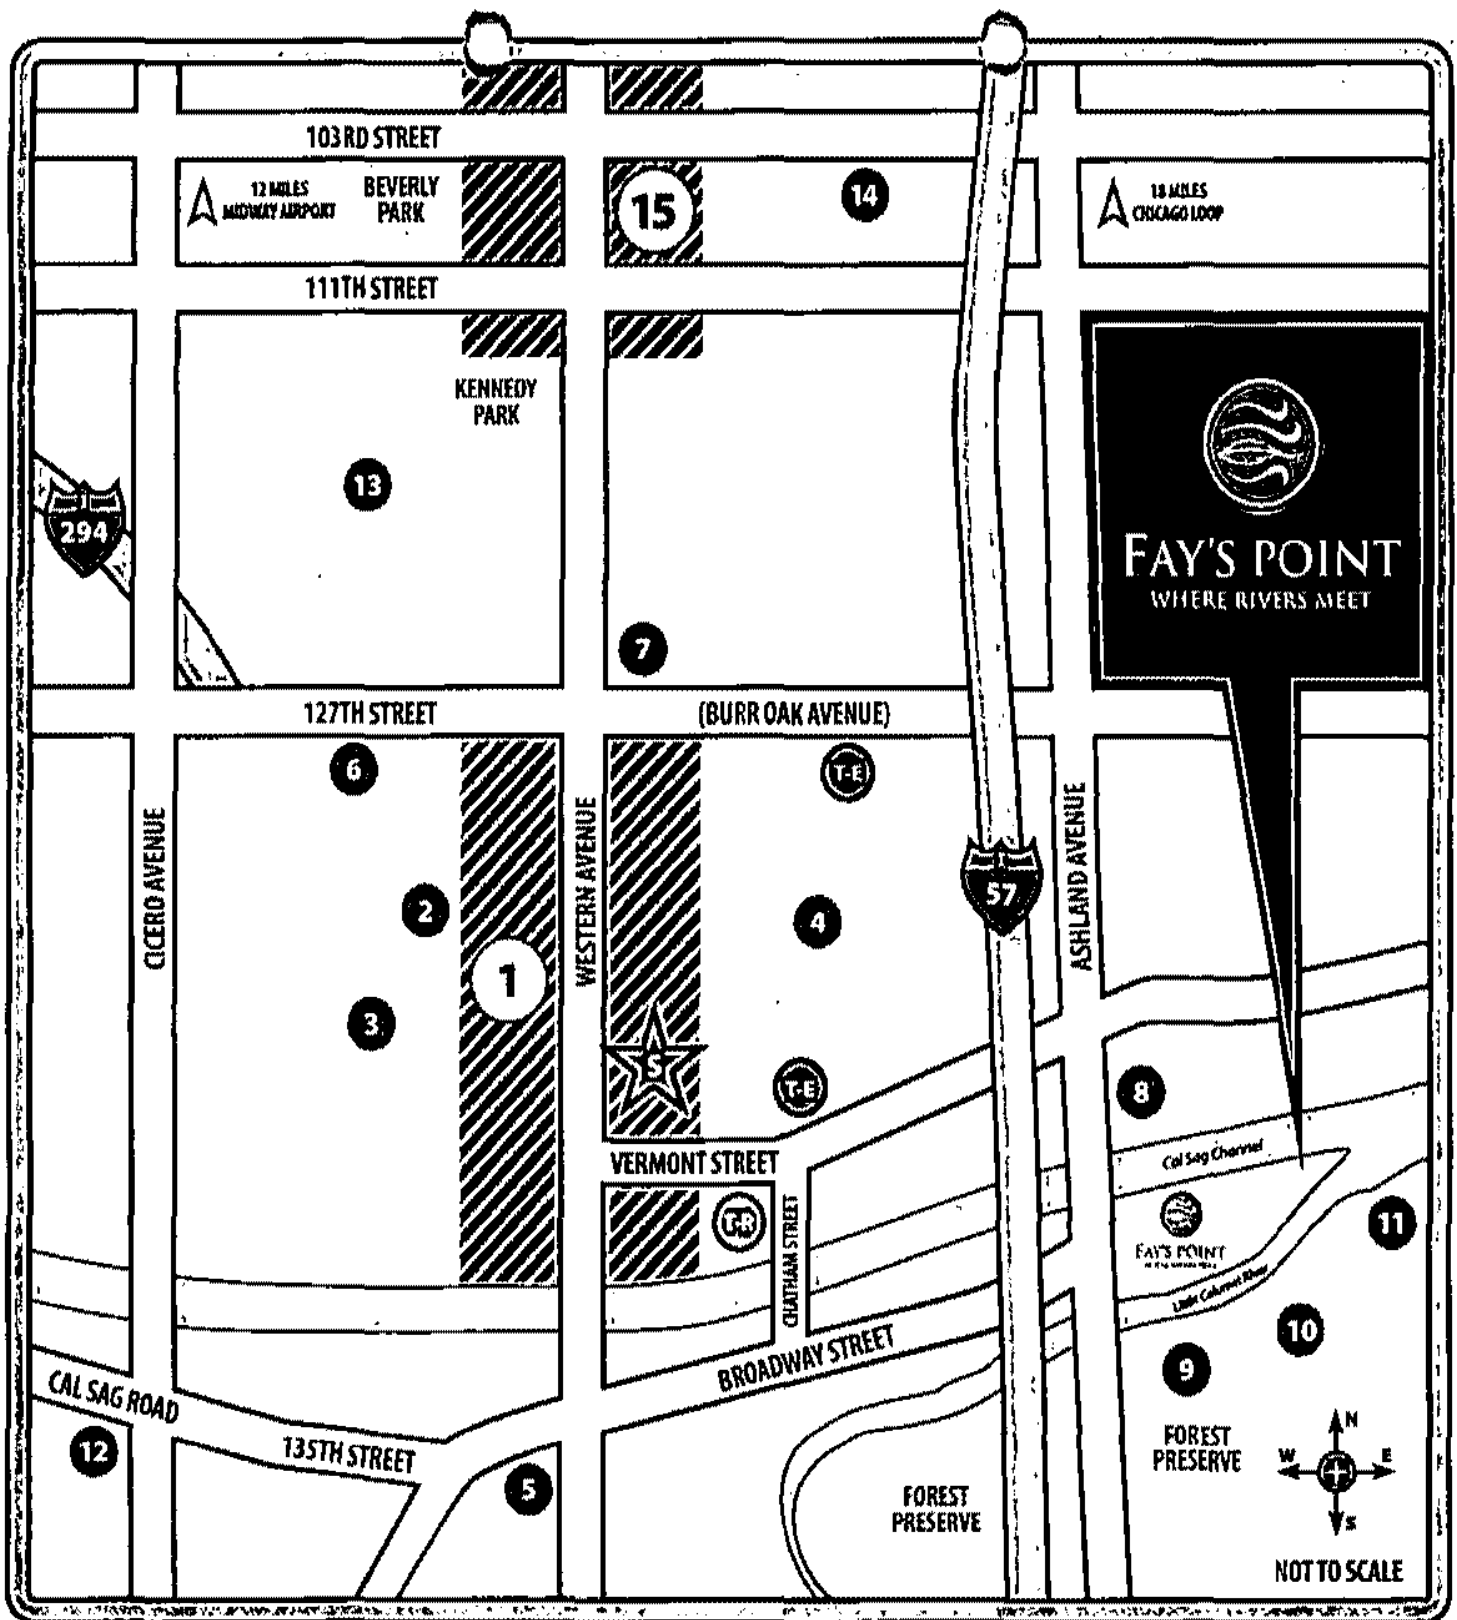 103RD STREET
12 MILES
MIDWAY AIRPORT
BEVERLY
PARK
15
14
18 MILES
CHICAGO LOOP
111TH STREET
KENNEDY
PARK
13
294
FAY'S POINT
WHERE RIVERS MEET
7
127TH STREET
(BURR OAK AVENUE)
6
T-E
CICERO AVENUE
WESTERN AVENUE
ASHLAND AVENUE
57
2
4
1
3
S
T-E
8
VERMONT STREET
Cal Sag Channel
T-R
CHATHAM STREET
FAY'S POINT
11
Little Calumet River
10
BROADWAY STREET
9
CAL SAG ROAD
12
135TH STREET
5
FOREST
PRESERVE
FOREST
PRESERVE
N
W
E
S
NOT TO SCALE